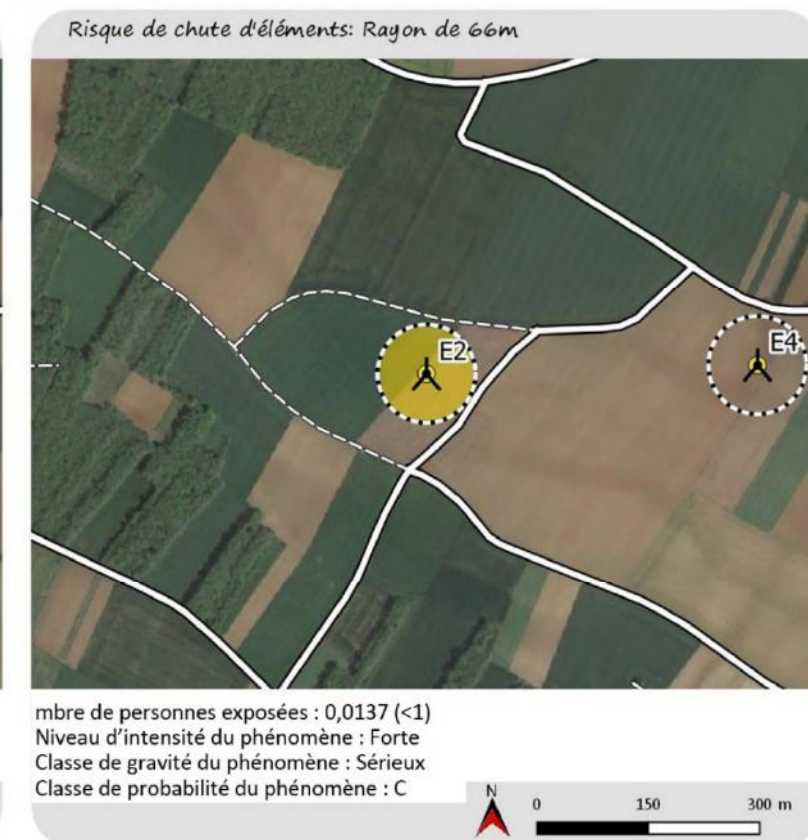 Risque de chute d'éléments: Rayon de 66m
E2
E4
mbre de personnes exposées : 0,0137 (<1)
Niveau d'intensité du phénomène : Forte
Classe de gravité du phénomène : Sérieux
Classe de probabilité du phénomène : C
N
0 150 300 m